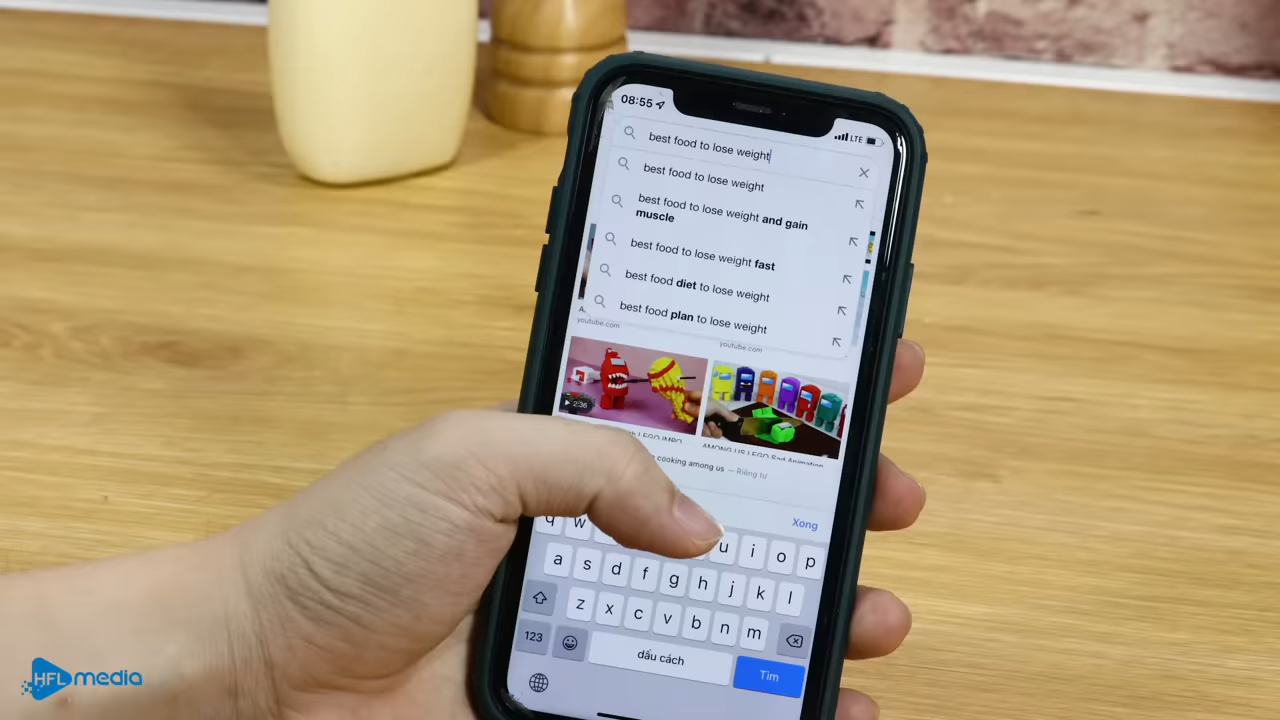 08:55
LTE
best food to lose weight
best food to lose weight
best food to lose weight and gain
muscle
best food to lose weight fast
best food diet to lose weight
best food plan to lose weight
youtube.com
youtube.com
2:36
LEGO
AMONG US LEGO Sad Animation
cooking among us — Riêng tư
Xong
q w u i o p
a s d f g h j k l
z x c v b n m
123
dấu cách
Tìm
HFL media